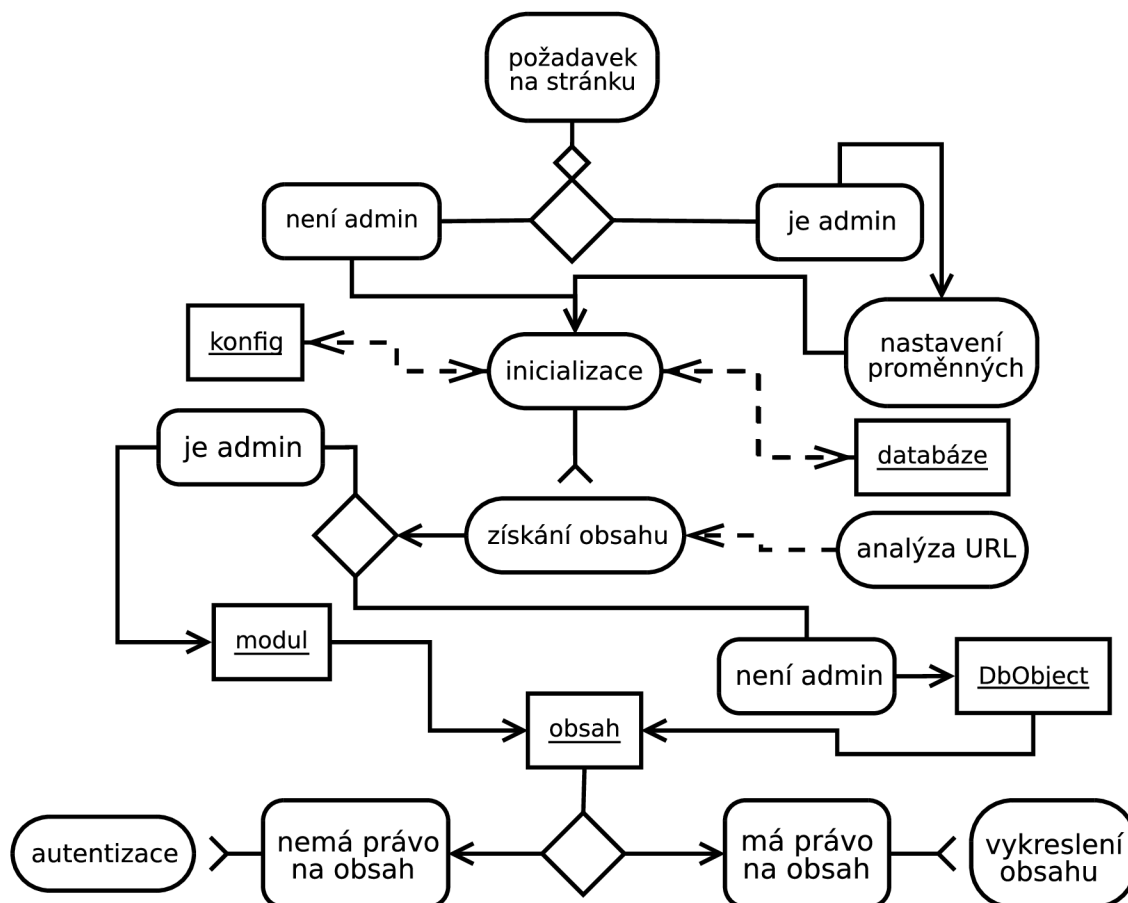 požadavek
na stránku
není admin
je admin
konfig
inicializace
nastavení
proměnných
je admin
databáze
získání obsahu
analýza URL
modul
není admin
DbObject
obsah
autentizace
nemá právo
na obsah
má právo
na obsah
vykreslení
obsahu